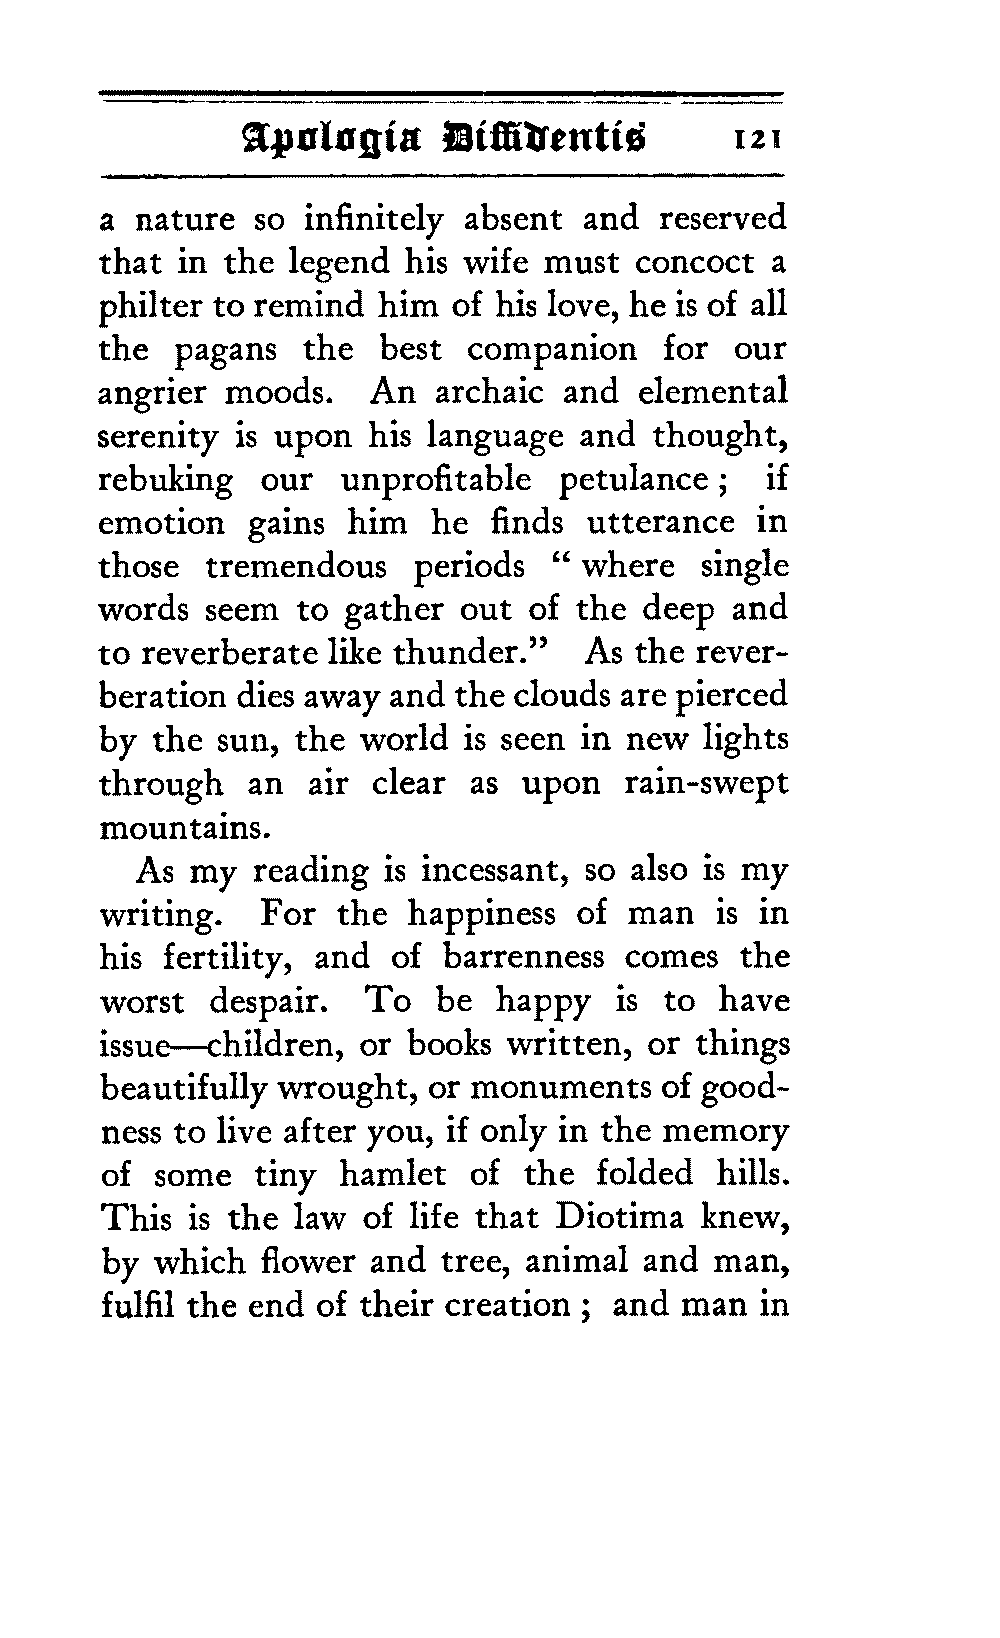 Apologia Diffidentis 121
a nature so infinitely absent and reserved
that in the legend his wife must concoct a
philter to remind him of his love, he is of all
the pagans the best companion for our
angrier moods. An archaic and elemental
serenity is upon his language and thought,
rebuking our unprofitable petulance ; if
emotion gains him he finds utterance in
those tremendous periods “ where single
words seem to gather out of the deep and
to reverberate like thunder.” As the rever-
beration dies away and the clouds are pierced
by the sun, the world is seen in new lights
through an air clear as upon rain-swept
mountains.
As my reading is incessant, so also is my
writing. For the happiness of man is in
his fertility, and of barrenness comes the
worst despair. To be happy is to have
issue—children, or books written, or things
beautifully wrought, or monuments of good-
ness to live after you, if only in the memory
of some tiny hamlet of the folded hills.
This is the law of life that Diotima knew,
by which flower and tree, animal and man,
fulfil the end of their creation ; and man in